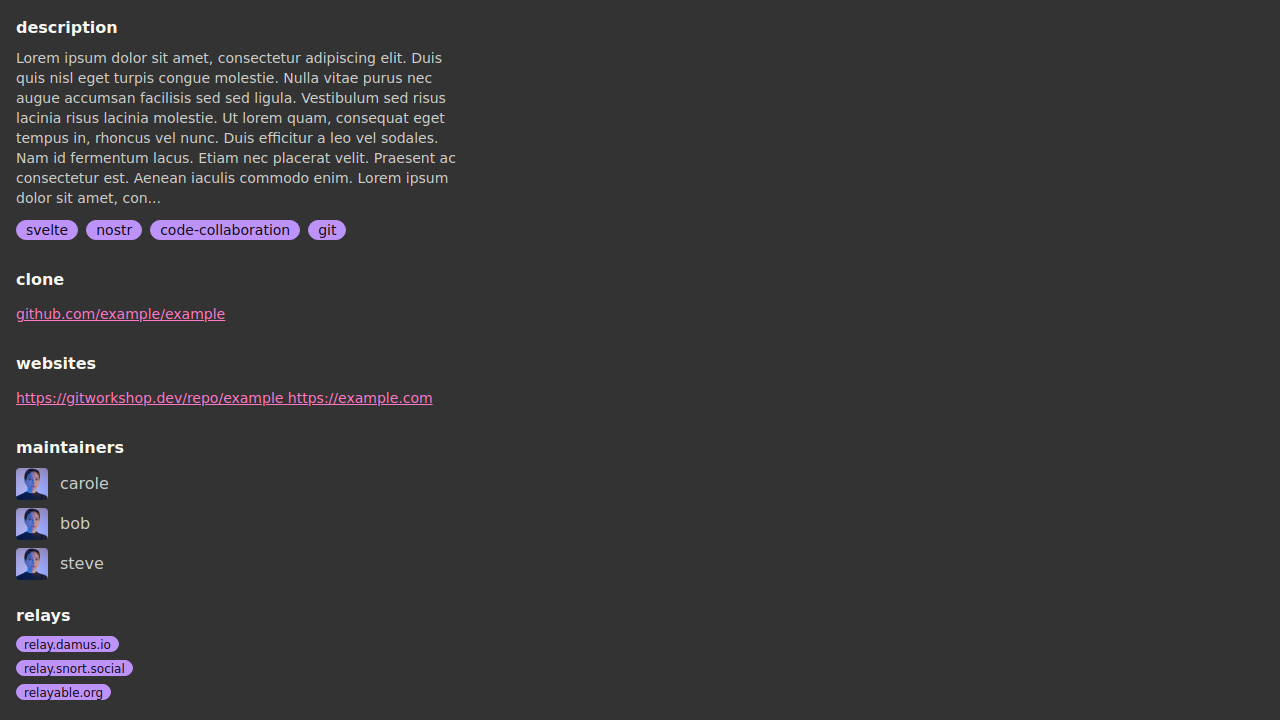 description
Lorem ipsum dolor sit amet, consectetur adipiscing elit. Duis
quis nisl eget turpis congue molestie. Nulla vitae purus nec
augue accumsan facilisis sed sed ligula. Vestibulum sed risus
lacinia risus lacinia molestie. Ut lorem quam, consequat eget
tempus in, rhoncus vel nunc. Duis efficitur a leo vel sodales.
Nam id fermentum lacus. Etiam nec placerat velit. Praesent ac
consectetur est. Aenean iaculis commodo enim. Lorem ipsum
dolor sit amet, con...
svelte nostr code-collaboration git
clone
github.com/example/example
websites
https://gitworkshop.dev/repo/example https://example.com
maintainers
carole
bob
steve
relays
relay.damus.io
relay.snort.social
relayable.org